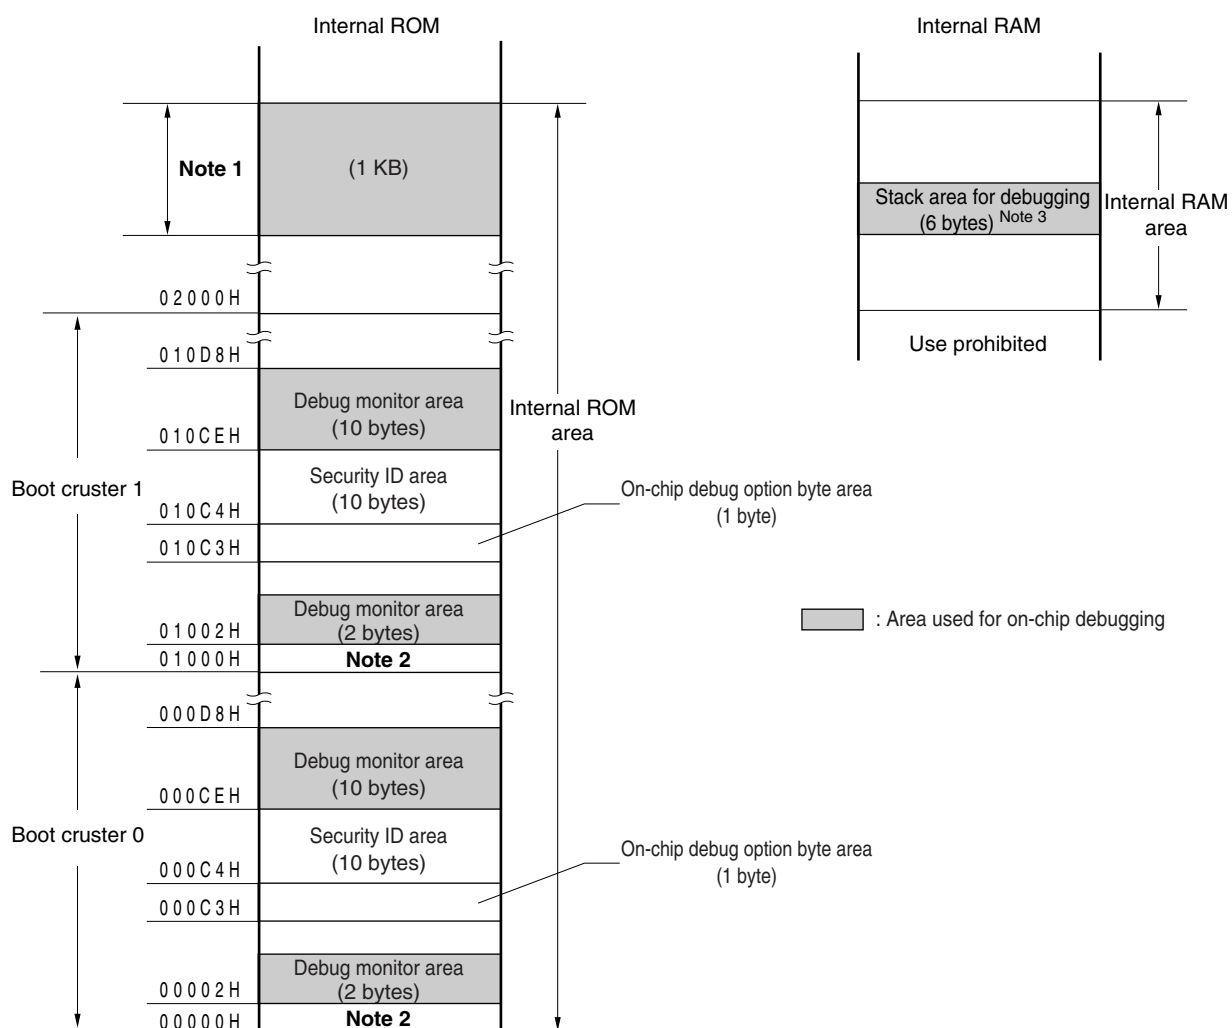 Internal ROM
Internal RAM
Note 1
(1 KB)
Stack area for debugging
(6 bytes) Note 3
Internal RAM
area
02000H
Use prohibited
010D8H
Debug monitor area
(10 bytes)
Internal ROM
area
010CEH
Boot cruster 1
Security ID area
(10 bytes)
On-chip debug option byte area
(1 byte)
010C4H
010C3H
Debug monitor area
(2 bytes)
: Area used for on-chip debugging
01002H
01000H
Note 2
000D8H
Debug monitor area
(10 bytes)
000CEH
Boot cruster 0
Security ID area
(10 bytes)
On-chip debug option byte area
(1 byte)
000C4H
000C3H
Debug monitor area
(2 bytes)
00002H
00000H
Note 2